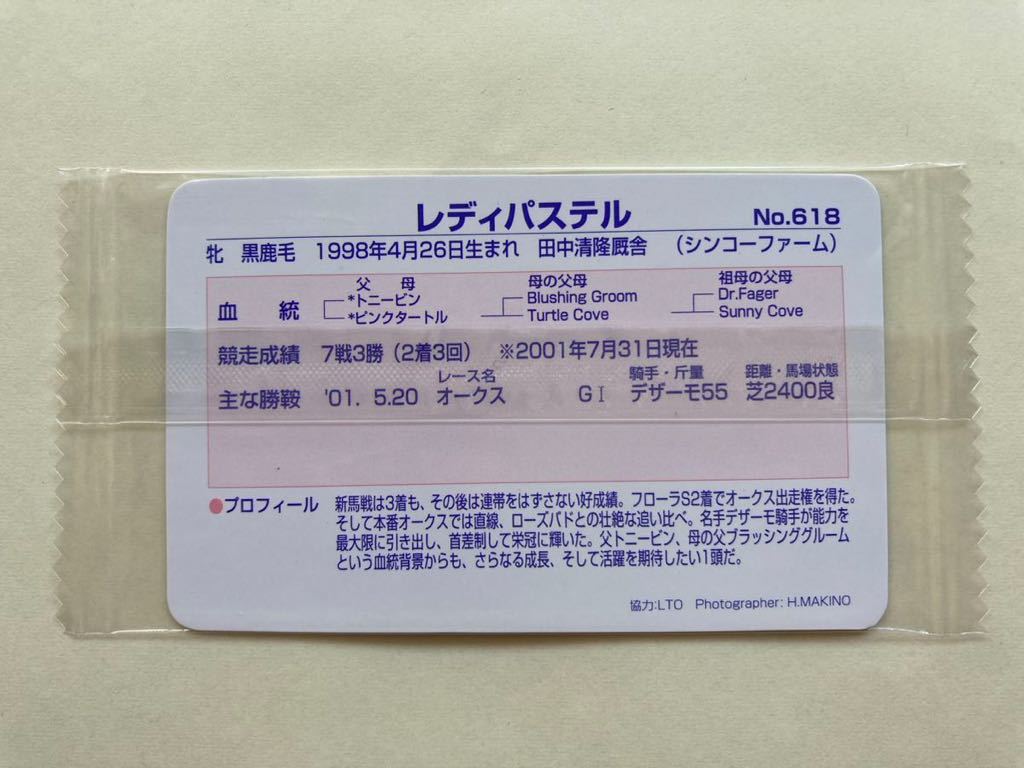 レディパステル No.618
牝 黒鹿毛 1998年4月26日生まれ 田中清隆厩舎 （シンコーファーム）
父 母 母の父母 祖母の父母
血 統 *トニービン Blushing Groom Dr.Fager
*ピンクタートル Turtle Cove Sunny Cove
競走成績 7戦3勝（2着3回） ※2001年7月31日現在
レース名 騎手・斤量 距離・馬場状態
主な勝鞍 '01. 5.20 オークス GⅠ デザーモ55 芝2400良
●プロフィール 新馬戦は3着も、その後は連帯をはずさない好成績。フローラS2着でオークス出走権を得た。
そして本番オークスでは直線、ローズバドとの壮絶な追い比べ。名手デザーモ騎手が能力を
最大限に引き出し、首差制して栄冠に輝いた。父トニービン、母の父ブラッシンググルーム
という血統背景からも、さらなる成長、そして活躍を期待したい1頭だ。
協力:LTO Photographer: H.MAKINO